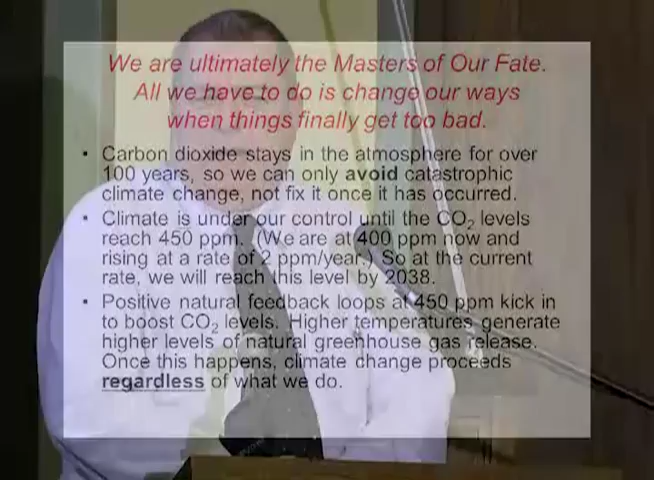 We are ultimately the Masters of Our Fate.
All we have to do is change our ways
when things finally get too bad.
• Carbon dioxide stays in the atmosphere for over
100 years, so we can only avoid catastrophic
climate change, not fix it once it has occurred.
• Climate is under our control until the CO₂ levels
reach 450 ppm. (We are at 400 ppm now and
rising at a rate of 2 ppm/year.) So at the current
rate, we will reach this level by 2038.
• Positive natural feedback loops at 450 ppm kick in
to boost CO₂ levels. Higher temperatures generate
higher levels of natural greenhouse gas release.
Once this happens, climate change proceeds
regardless of what we do.